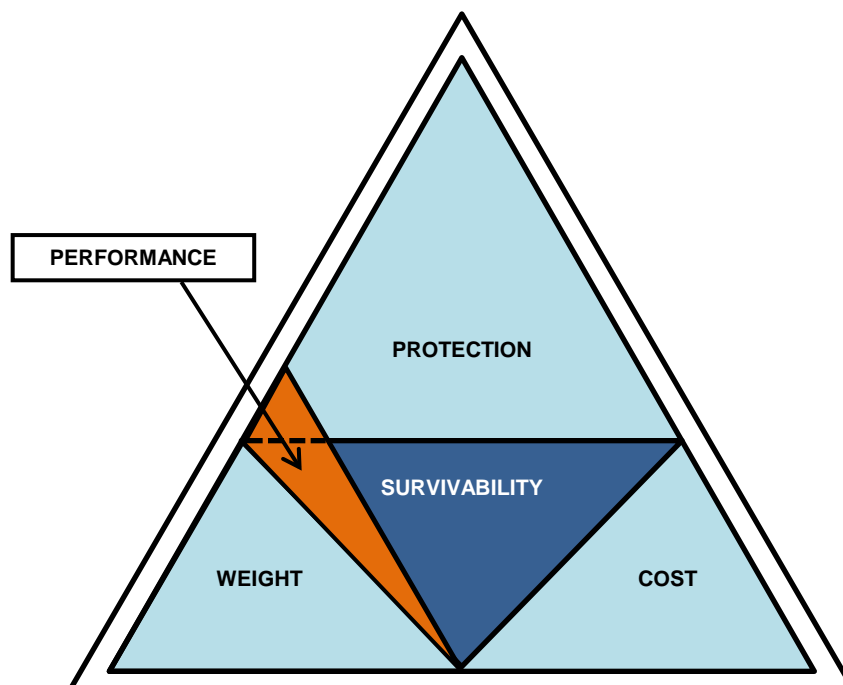 PERFORMANCE
PROTECTION
SURVIVABILITY
WEIGHT
COST